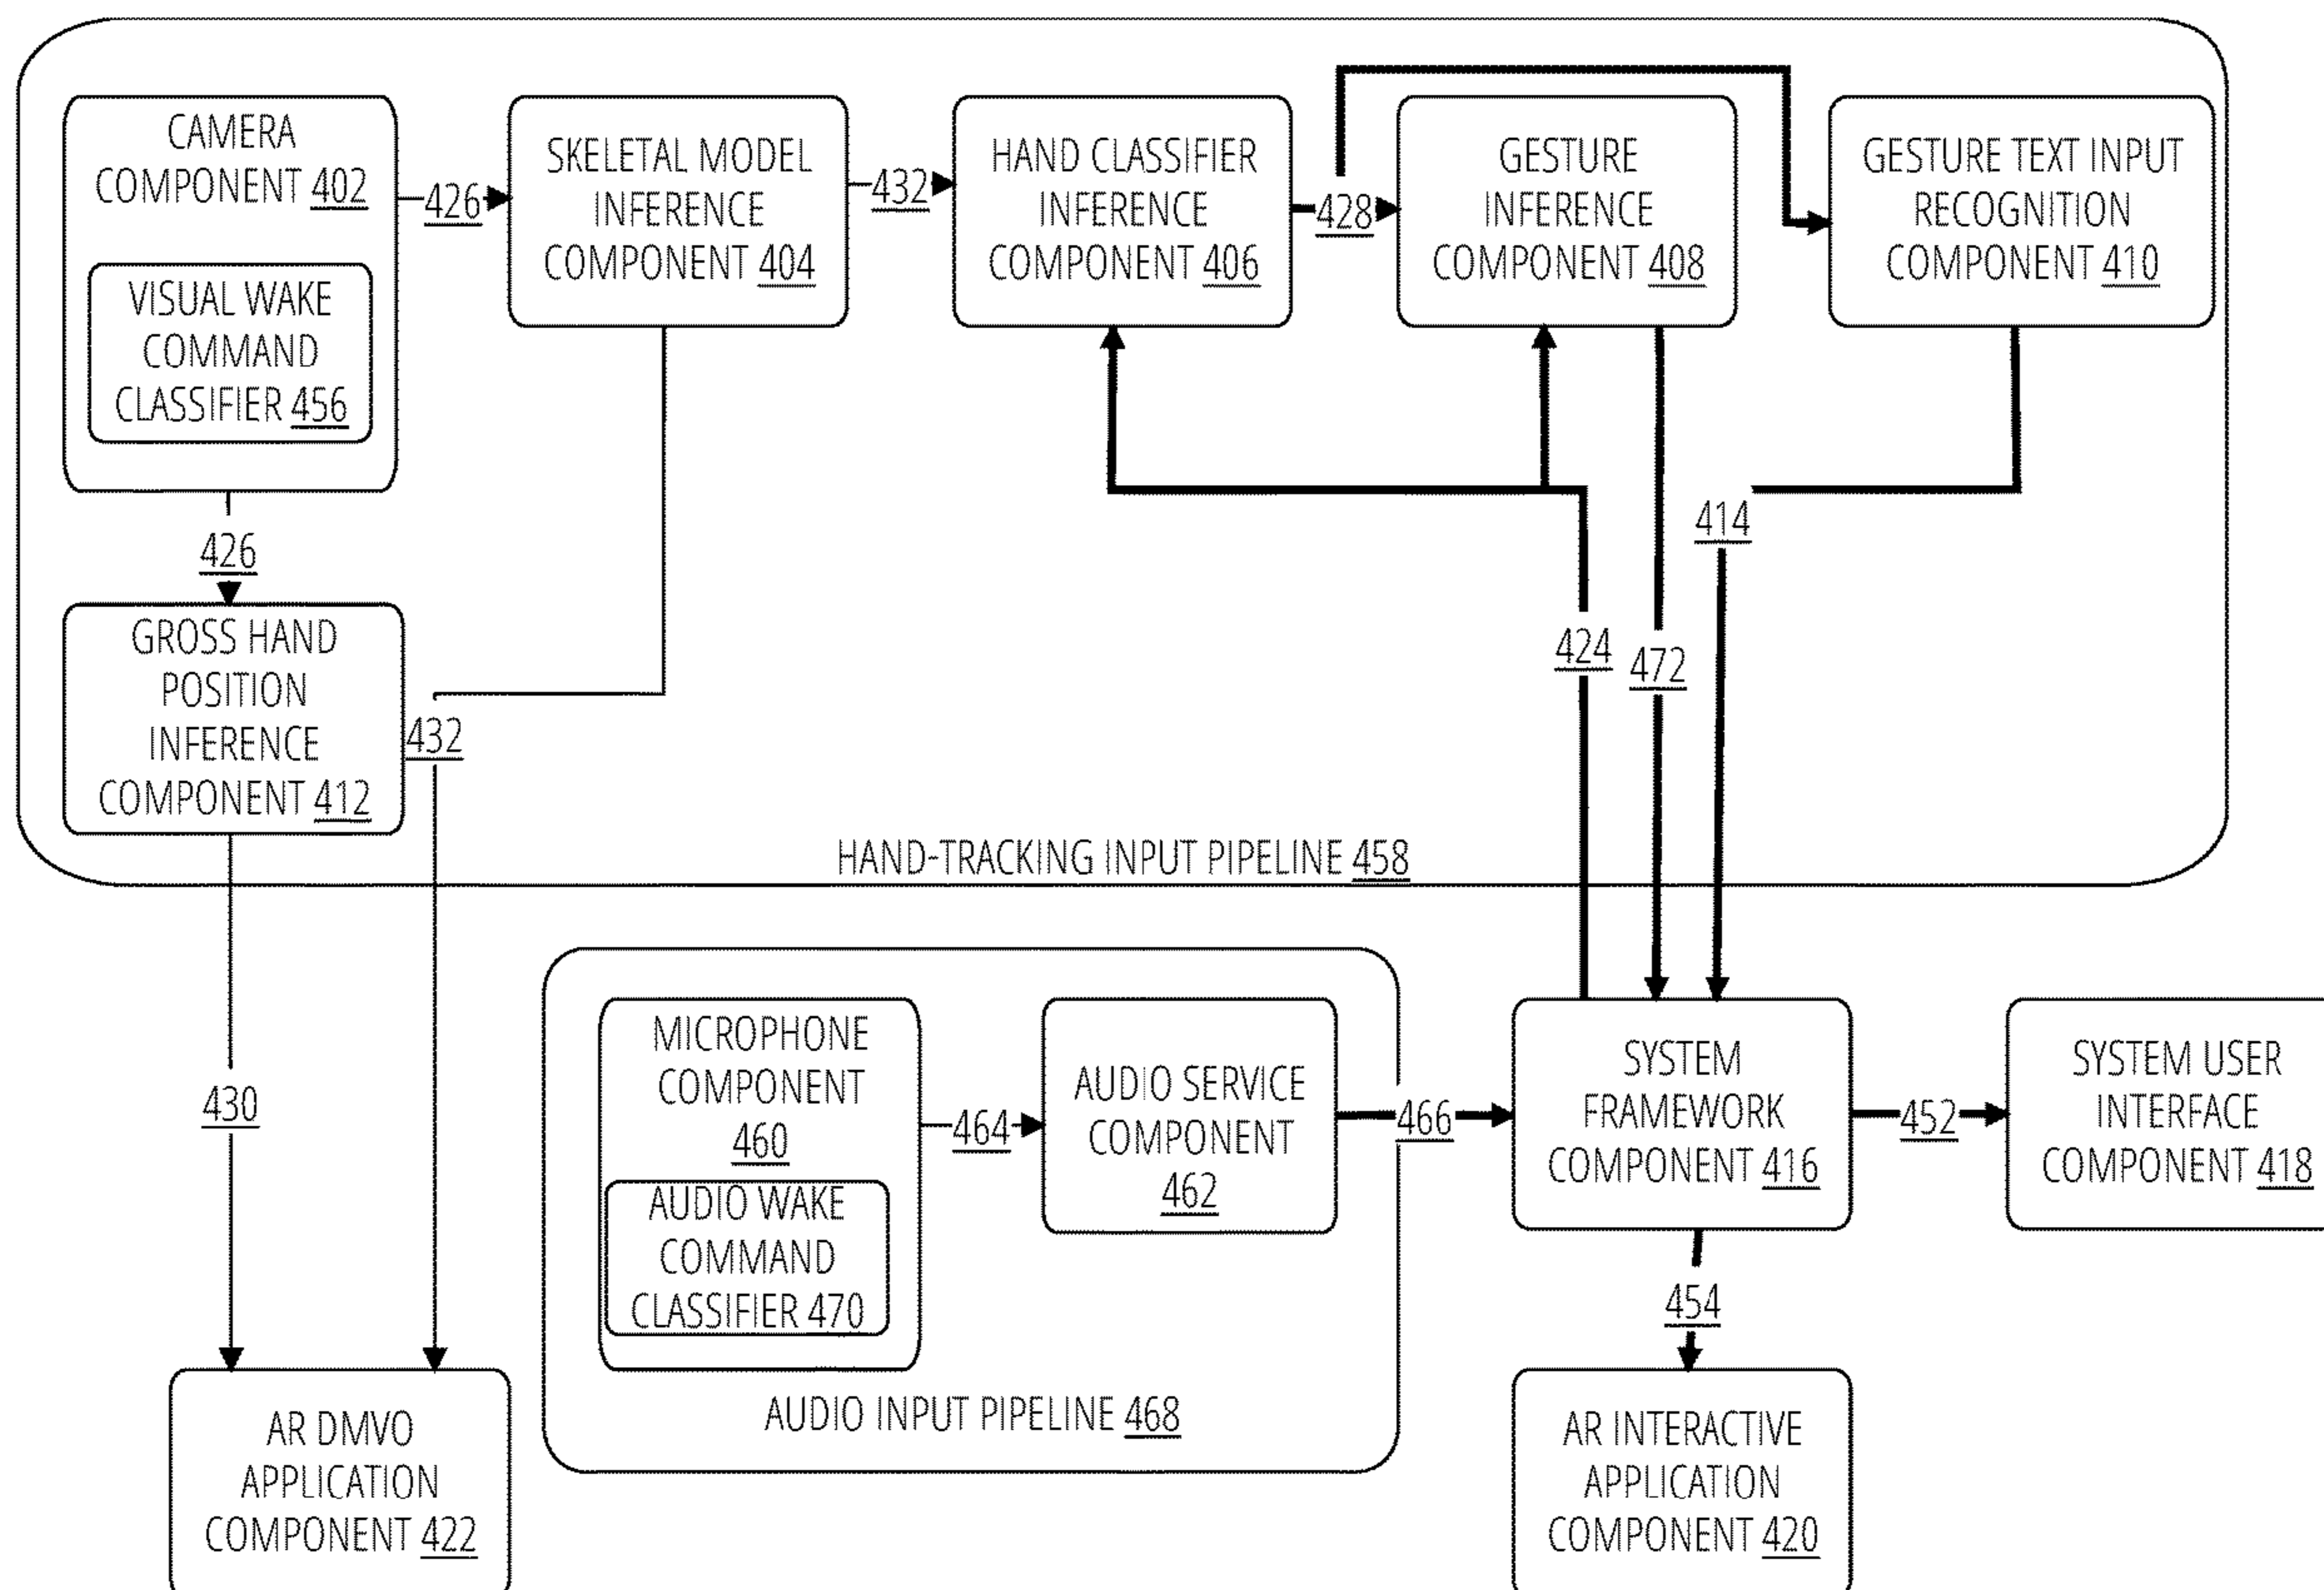 CAMERA
COMPONENT 402
VISUAL WAKE
COMMAND
CLASSIFIER 456
426
SKELETAL MODEL
INFERENCE
COMPONENT 404
432
HAND CLASSIFIER
INFERENCE
COMPONENT 406
428
GESTURE
INFERENCE
COMPONENT 408
GESTURE TEXT INPUT
RECOGNITION
COMPONENT 410
426
GROSS HAND
POSITION
INFERENCE
COMPONENT 412
432
424
472
414
HAND-TRACKING INPUT PIPELINE 458
430
MICROPHONE
COMPONENT
460
AUDIO WAKE
COMMAND
CLASSIFIER 470
464
AUDIO SERVICE
COMPONENT
462
466
AUDIO INPUT PIPELINE 468
SYSTEM
FRAMEWORK
COMPONENT 416
452
SYSTEM USER
INTERFACE
COMPONENT 418
454
AR DMVO
APPLICATION
COMPONENT 422
AR INTERACTIVE
APPLICATION
COMPONENT 420